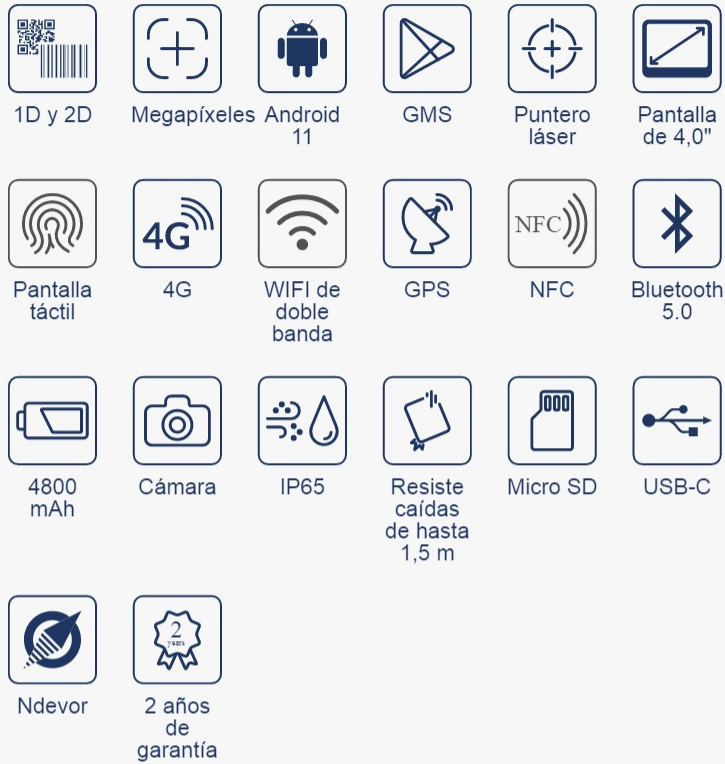 1D y 2D
Megapíxeles
Android
11
GMS
Puntero
láser
Pantalla
de 4,0"
Pantalla
táctil
4G
4G
WIFI de
doble
banda
GPS
NFC
NFC
Bluetooth
5.0
4800
mAh
Cámara
IP65
Resiste
caídas
de hasta
1,5 m
Micro SD
USB-C
Ndevor
2
years
2 años
de
garantía